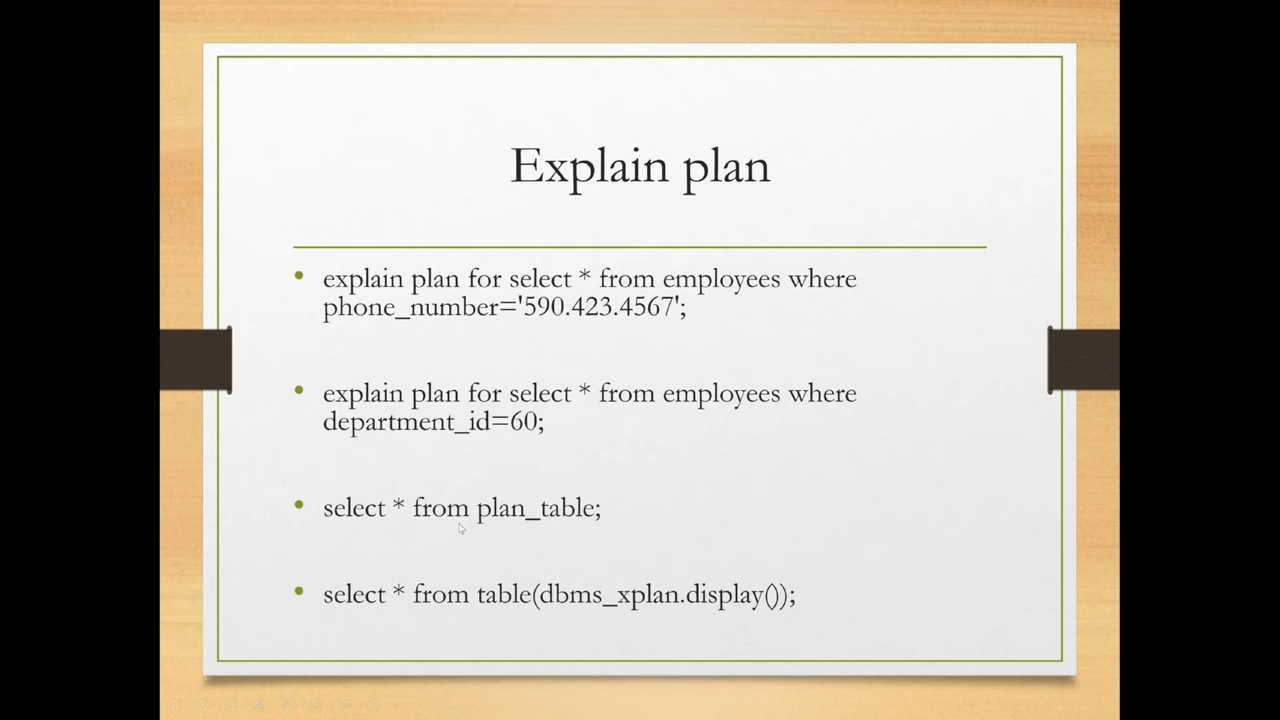 Explain plan
explain plan for select * from employees where
phone_number='590.423.4567';
explain plan for select * from employees where
department_id=60;
select * from plan_table;
select * from table(dbms_xplan.display());